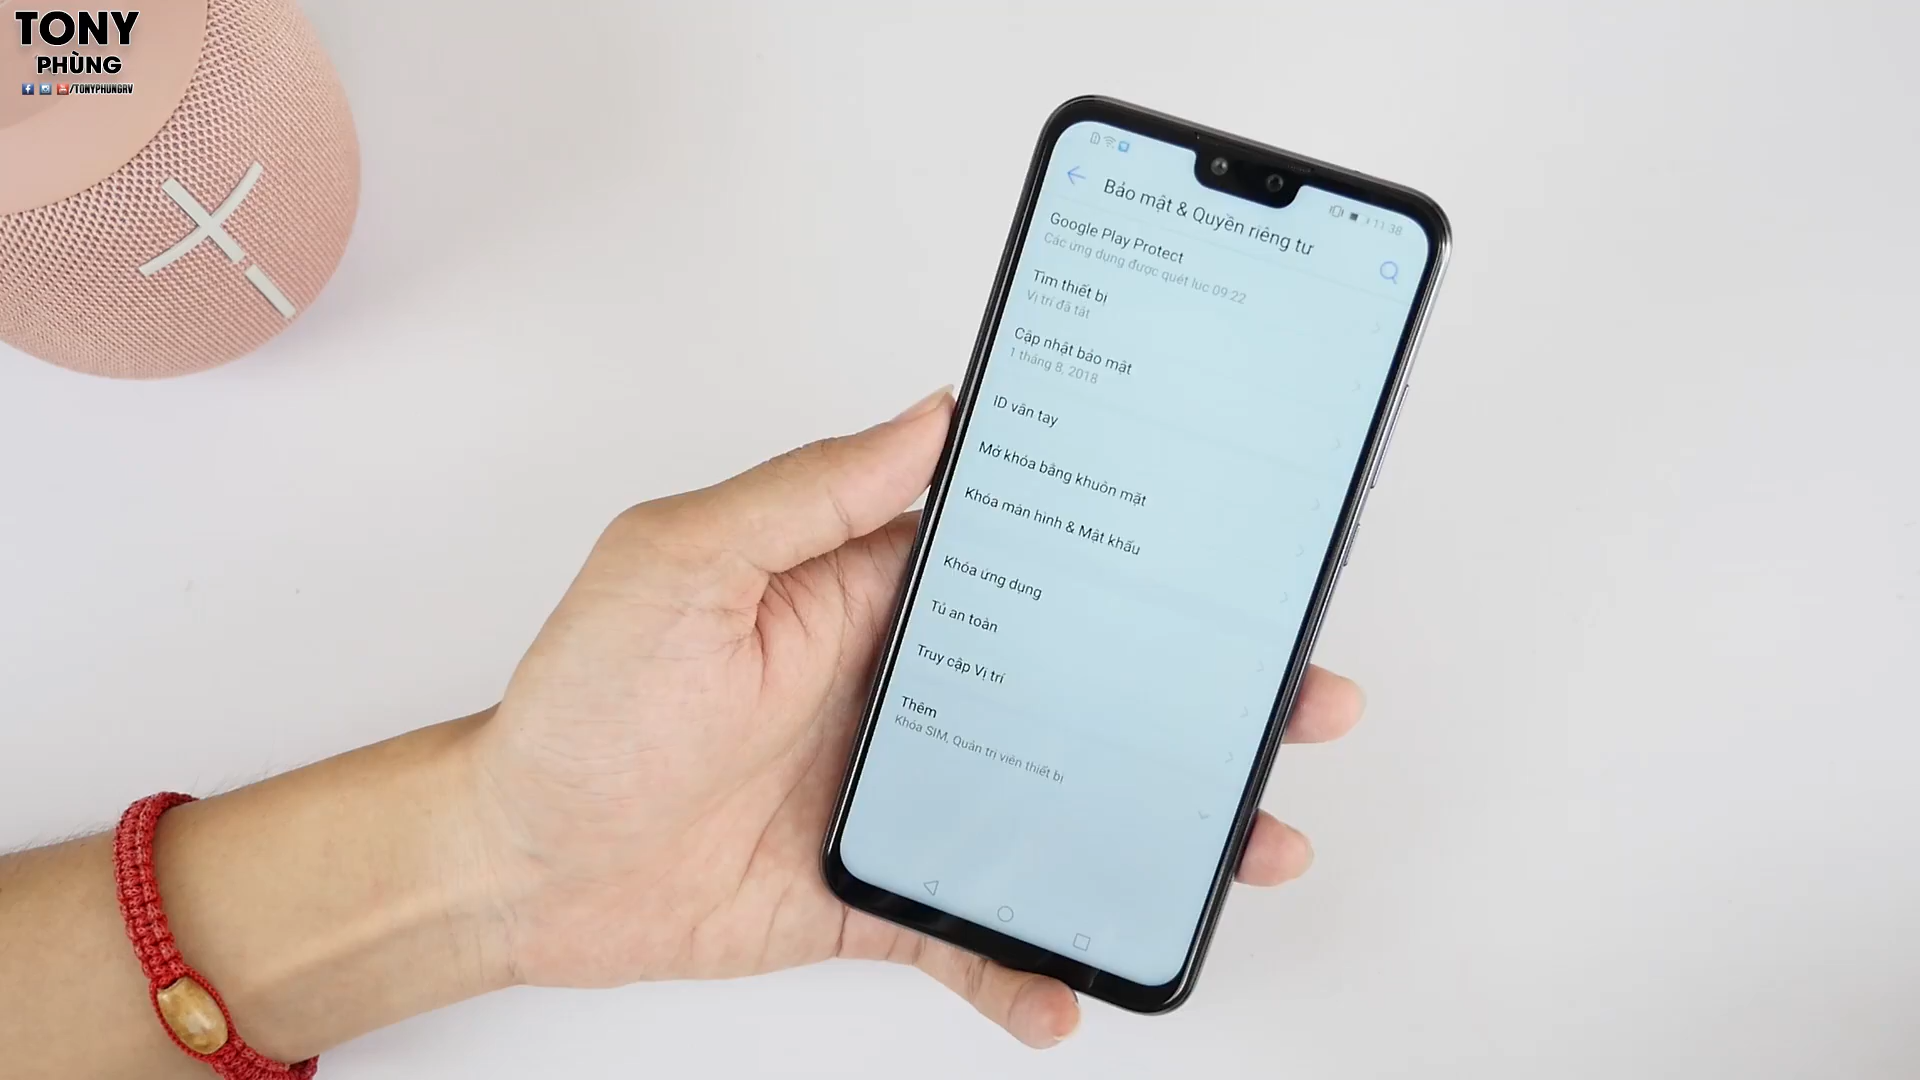 TONY
PHÙNG
/TONYPHUNGRV
11:38
Bảo mật & Quyền riêng tư
Google Play Protect
Các ứng dụng được quét lúc 09:22
Tìm thiết bị
Vị trí đã tắt
Cập nhật bảo mật
1 tháng 8, 2018
ID vân tay
Mở khóa bằng khuôn mặt
Khóa màn hình & Mật khẩu
Khóa ứng dụng
Tủ an toàn
Truy cập Vị trí
Thêm
Khóa SIM, Quản trị viên thiết bị